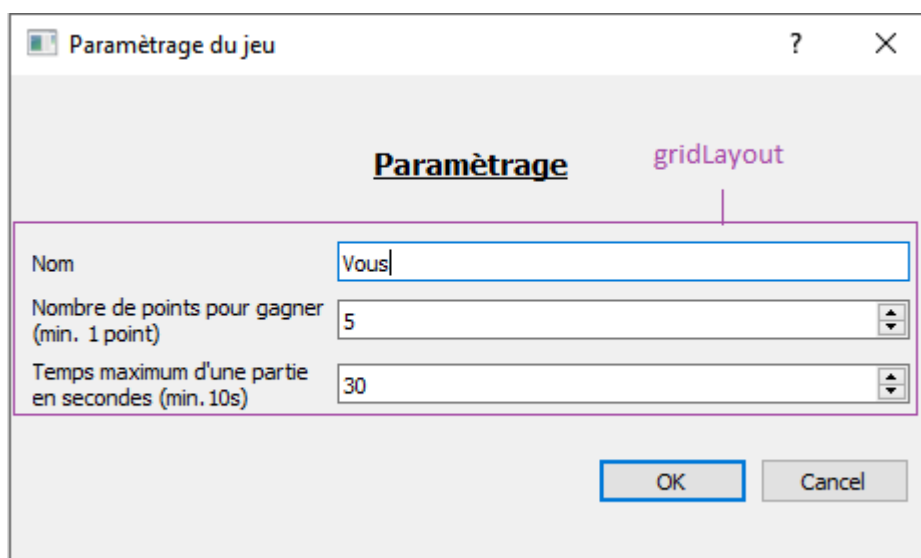 Paramètrage du jeu
?
Paramètrage
gridLayout
Nom
Vous
Nombre de points pour gagner
(min. 1 point)
5
Temps maximum d'une partie
en secondes (min. 10s)
30
OK
Cancel